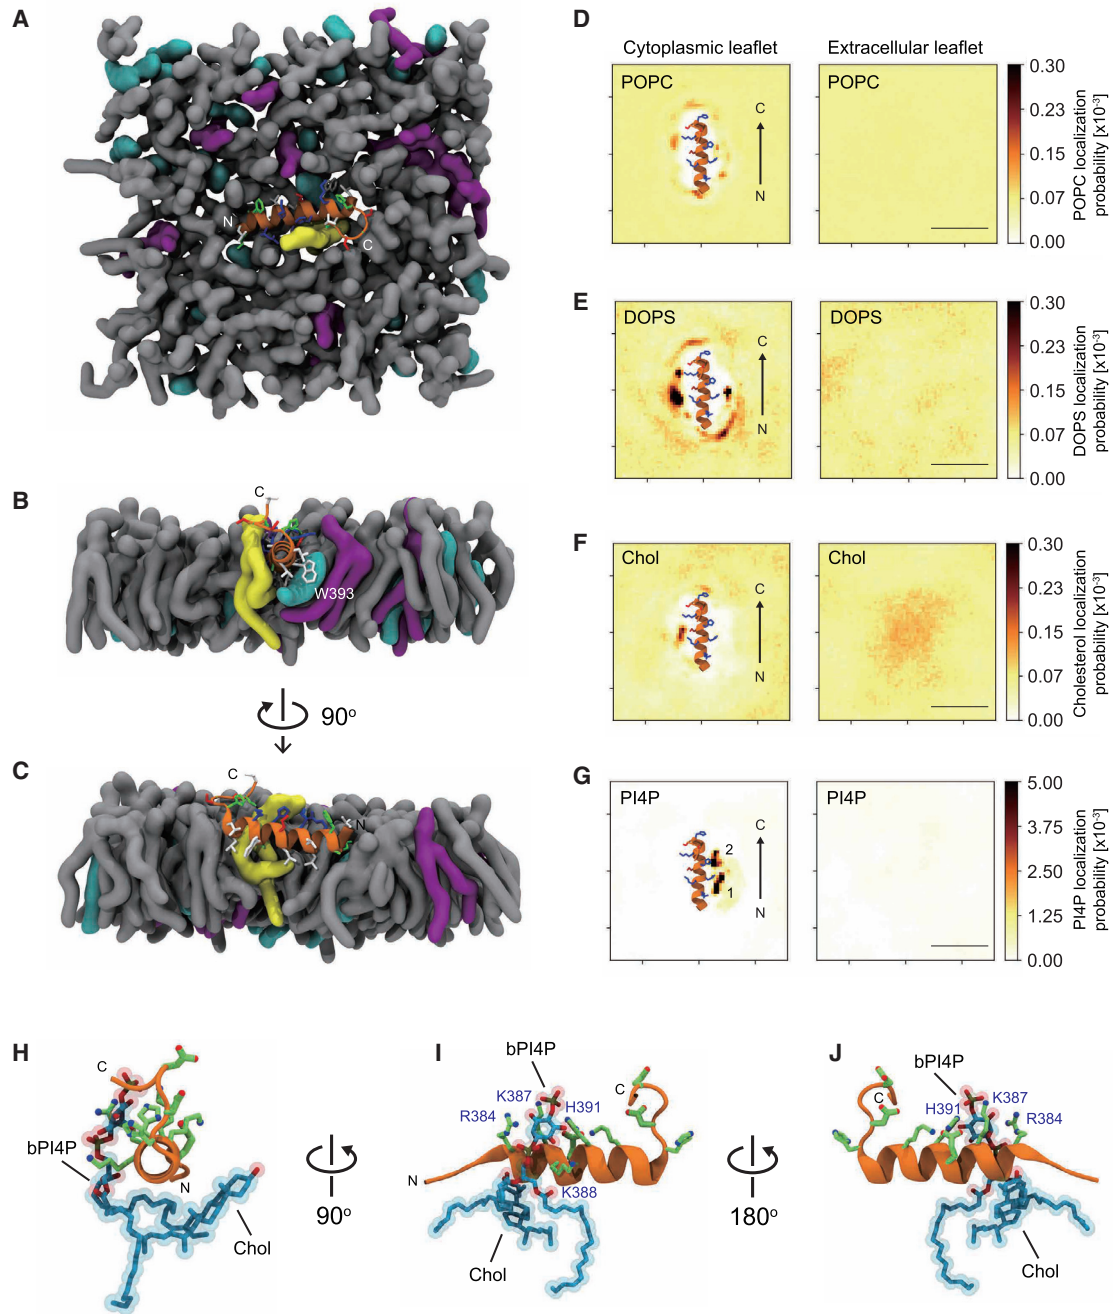 A
N
C
B
C
W393
90°
C
C
N
D
Cytoplasmic leaflet
Extracellular leaflet
POPC
C
N
POPC
0.30
0.23
0.15
0.07
0.00
POPC localization
probability [x10-3]
E
DOPS
C
N
DOPS
0.30
0.23
0.15
0.07
0.00
DOPS localization
probability [x10-3]
F
Chol
C
N
Chol
0.30
0.23
0.15
0.07
0.00
Cholesterol localization
probability [x10-3]
G
PI4P
2
1
C
N
PI4P
5.00
3.75
2.50
1.25
0.00
PI4P localization
probability [x10-3]
H
C
bPI4P
N
Chol
90°
I
bPI4P
K387
R384
H391
C
N
K388
Chol
180°
J
bPI4P
C
K387
H391
R384
Chol